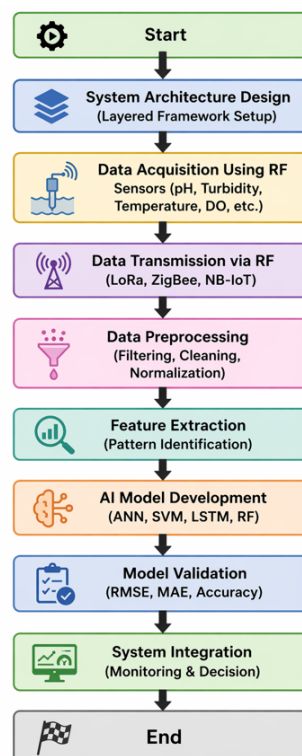 Start
System Architecture Design
(Layered Framework Setup)
Data Acquisition Using RF
Sensors (pH, Turbidity,
Temperature, DO, etc.)
Data Transmission via RF
(LoRa, ZigBee, NB-IoT)
Data Preprocessing
(Filtering, Cleaning,
Normalization)
Feature Extraction
(Pattern Identification)
AI Model Development
(ANN, SVM, LSTM, RF)
Model Validation
(RMSE, MAE, Accuracy)
System Integration
(Monitoring & Decision)
End